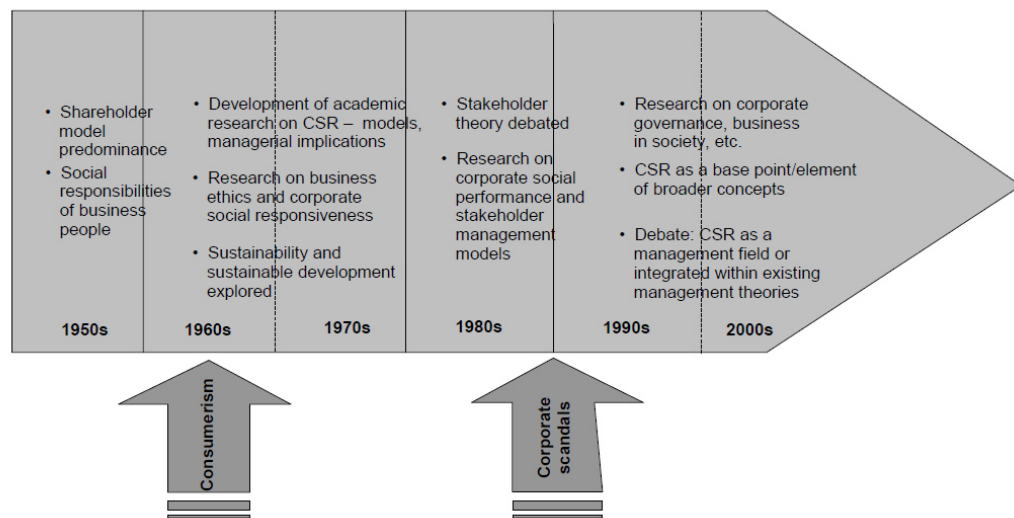 • Shareholder
model
predominance
• Social
responsibilities
of business
people
• Development of academic
research on CSR – models,
managerial implications
• Research on business
ethics and corporate
social responsiveness
• Sustainability and
sustainable development
explored
• Stakeholder
theory debated
• Research on
corporate social
performance and
stakeholder
management
models
• Research on corporate
governance, business
in society, etc.
• CSR as a base point/element
of broader concepts
• Debate: CSR as a
management field or
integrated within existing
management theories
1950s
1960s
1970s
1980s
1990s
2000s
Consumerism
Corporate
scandals